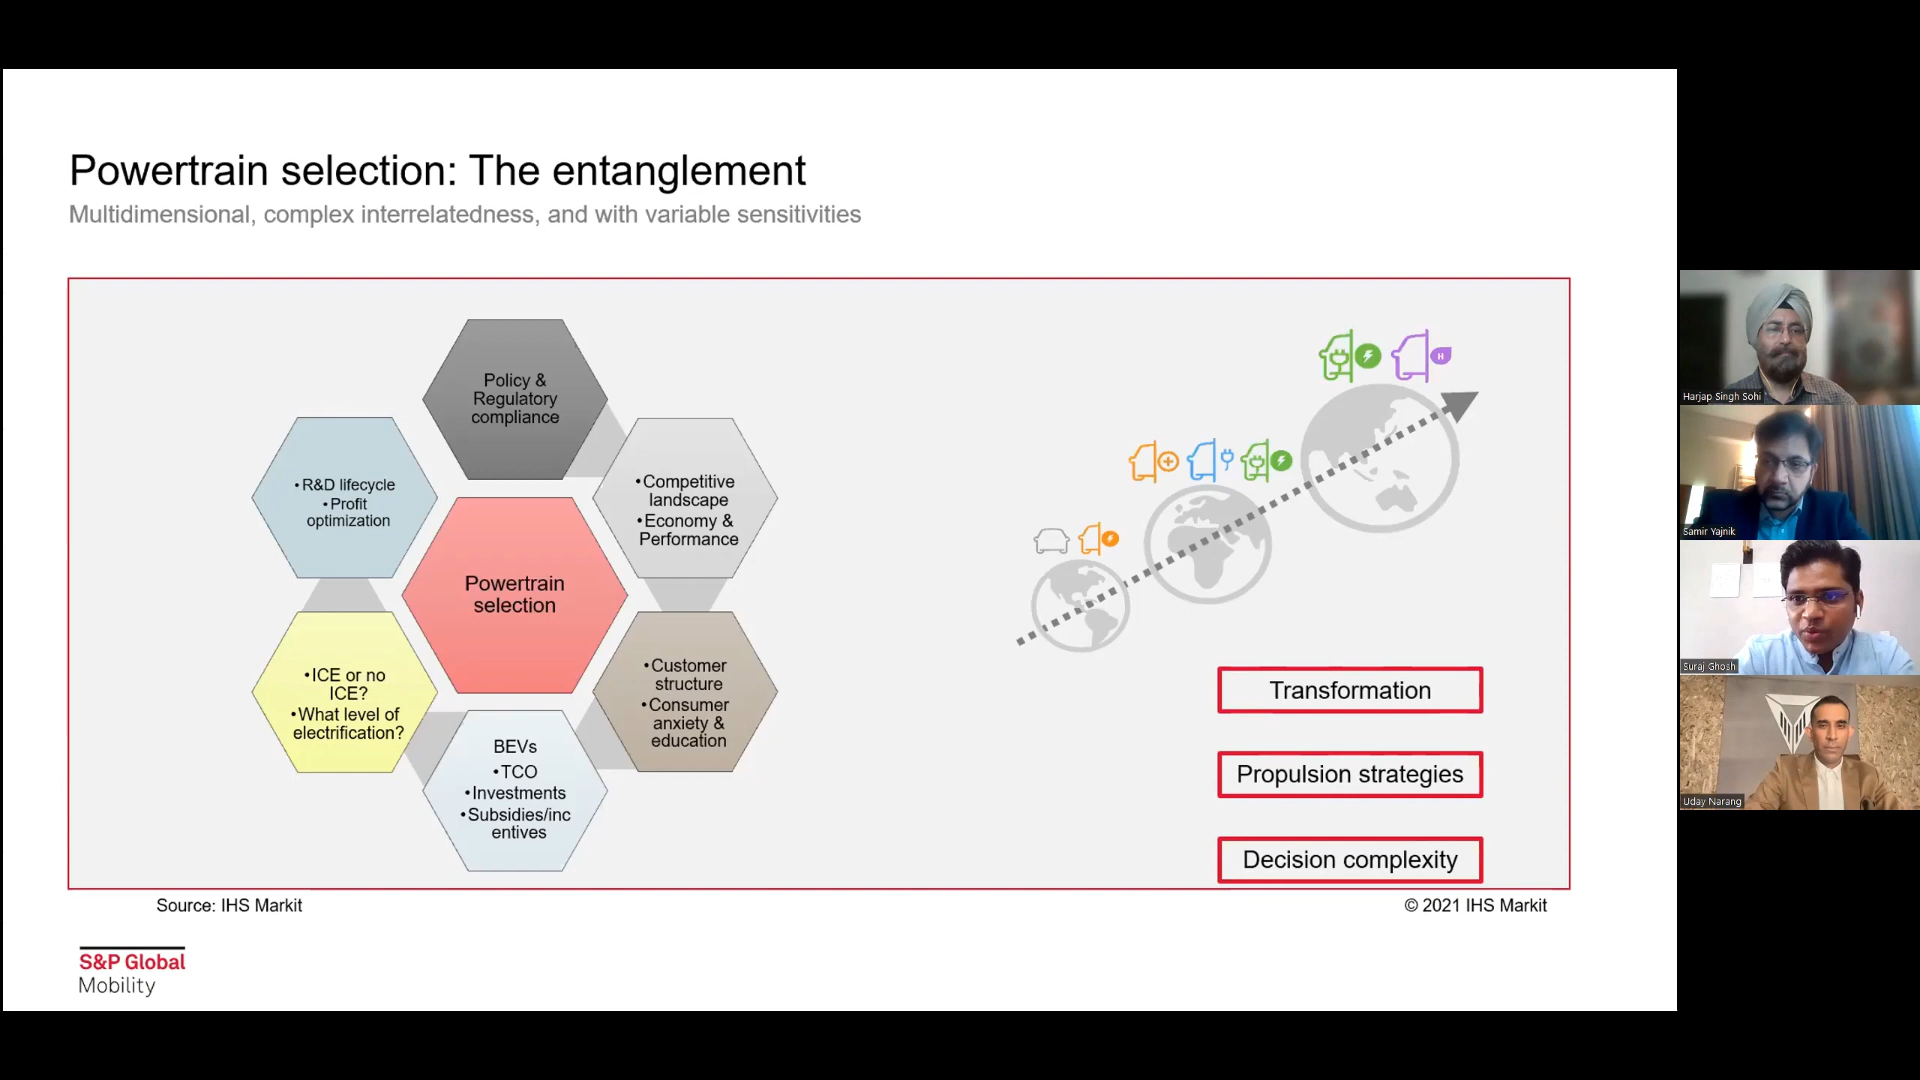 Powertrain selection: The entanglement
Multidimensional, complex interrelatedness, and with variable sensitivities
Policy &
Regulatory
compliance
•Competitive
landscape
•Economy &
Performance
•Customer
structure
•Consumer
anxiety &
education
BEVs
•TCO
•Investments
•Subsidies/inc
entives
•ICE or no
ICE?
•What level of
electrification?
•R&D lifecycle
•Profit
optimization
Powertrain
selection
H
Transformation
Propulsion strategies
Decision complexity
Source: IHS Markit
© 2021 IHS Markit
S&P Global
Mobility
Harjap Singh Sohi
Samir Yajnik
Suraj Ghosh
Uday Narang